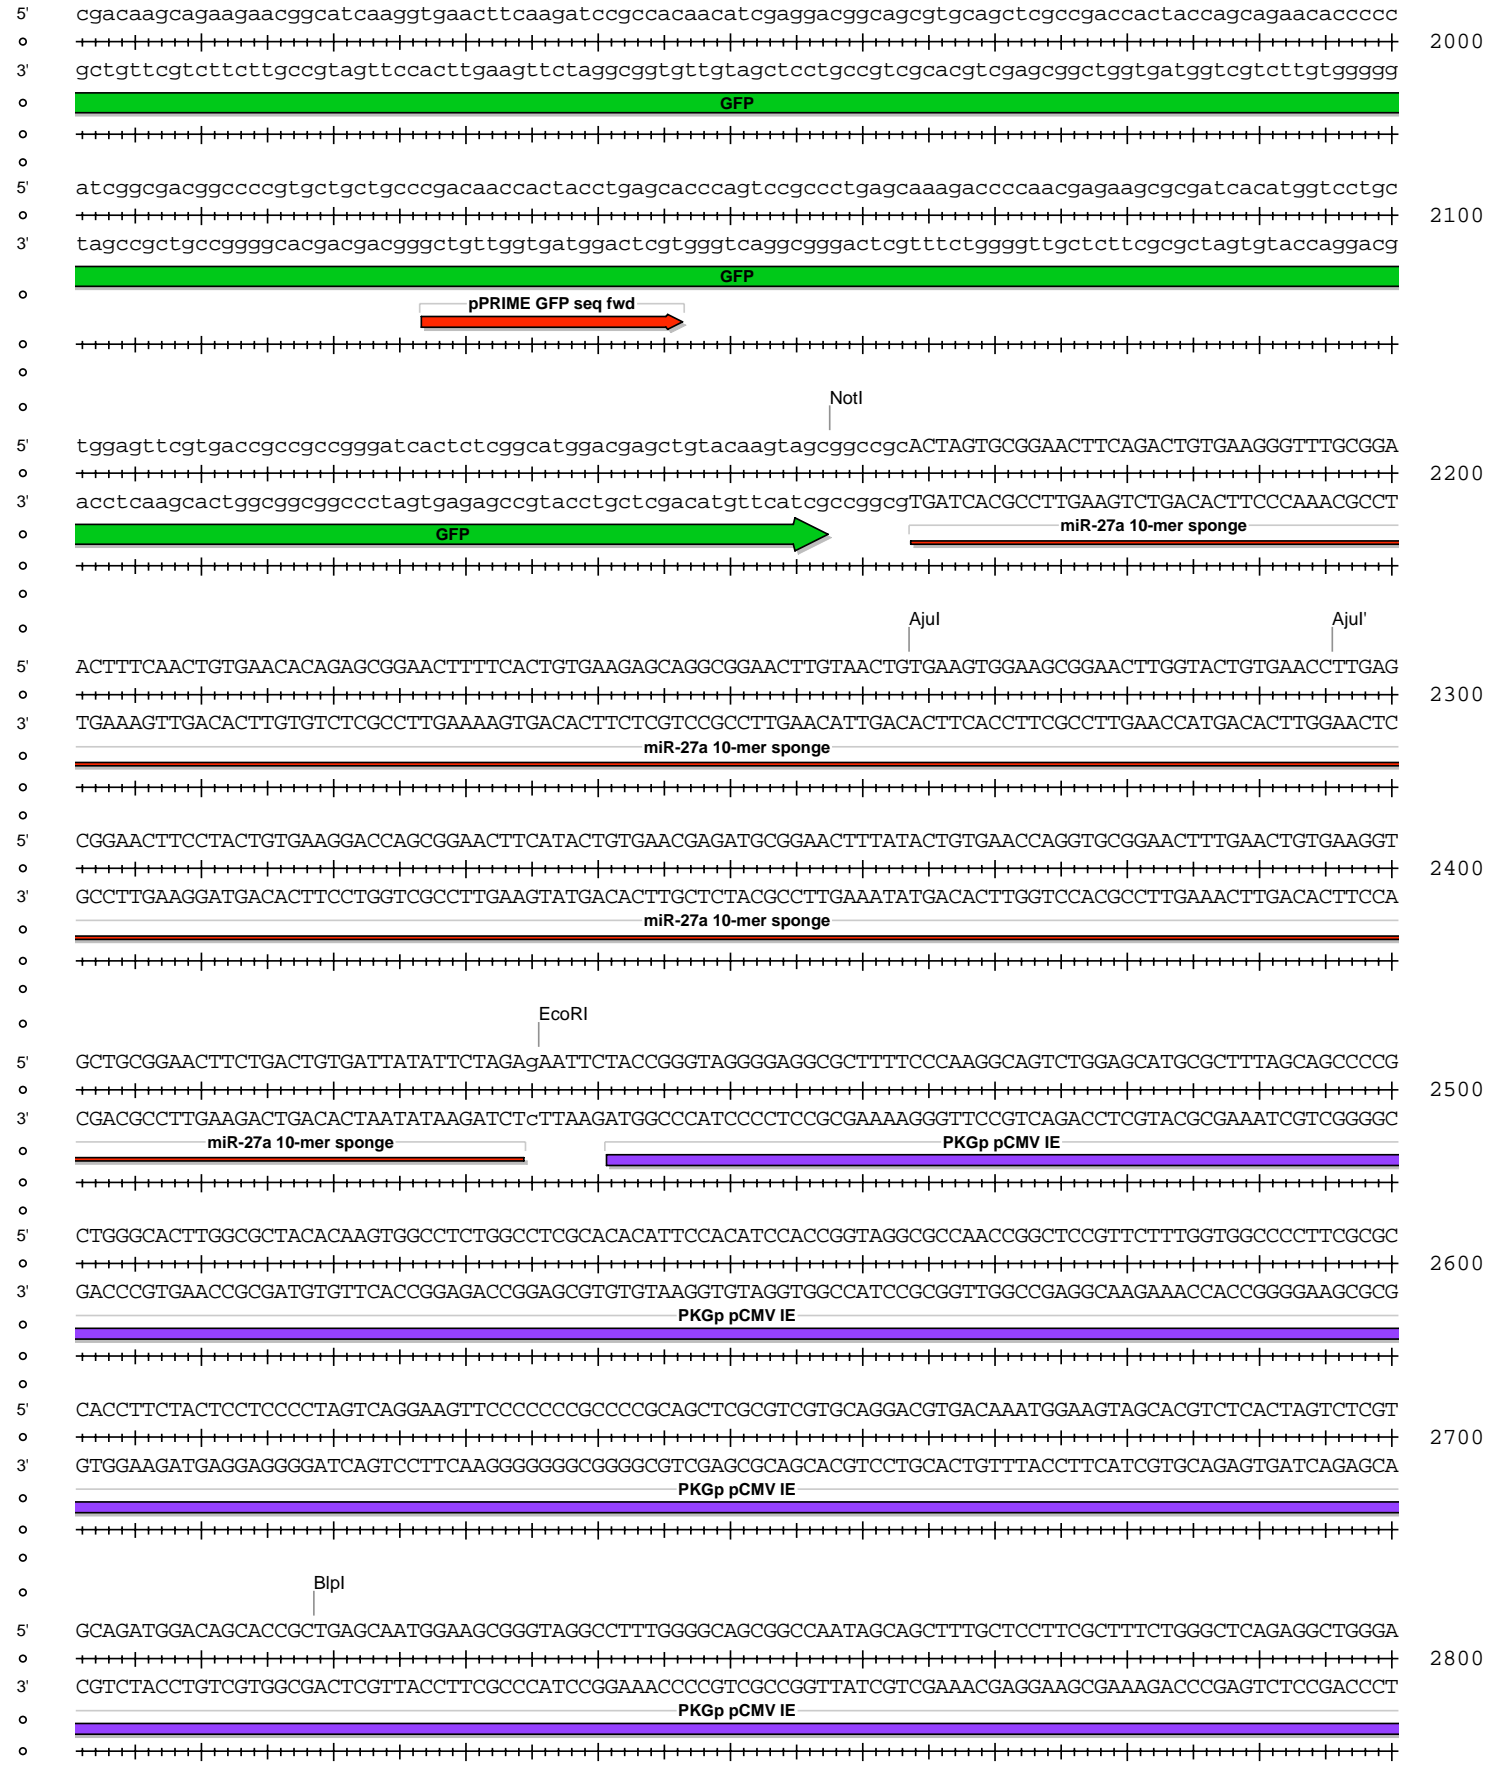 5' cgacaagcagaagaacggcatcaaggtgaacttcaagatccgccacaacatcgaggacggcagcgtgcagctcgccgaccactaccagcagaacaccccc
2000
3' gctgttcgtcttcttgccgtagttccacttgaagttctaggcggtgttgtagctcctgccgtcgcacgtcgagcggctggtgatggtcgtcttgtggggg
GFP
5' atcggcgacggccccgtgctgctgcccgacaaccactacctgagcacccagtccgccctgagcaaagaccccaacgagaagcgcgatcacatggtcctgc
2100
3' tagccgctgccggggcacgacgacgggctgttggtgatggactcgtgggtcaggcgggactcgtttctggggttgctcttcgcgctagtgtaccaggacg
GFP
pPRIME GFP seq fwd
NotI
5' tggagttcgtgaccgccgccgggatcactctcggcatggacgagctgtacaagtagcggccgcACTAGTGCGGAACTTCAGACTGTGAAGGGTTTGCGGA
2200
3' acctcaagcactggcggcggccctagtgagagccgtacctgctcgacatgttcatcgccggcgTGATCACGCCTTGAAGTCTGACACTTCCCAAACGCCT
miR-27a 10-mer sponge
GFP
AjuI AjuI'
5' ACTTTCAACTGTGAACACAGAGCGGAACTTTTCACTGTGAAGAGCAGGCGGAACTTGTAACTGTGAAGTGGAAGCGGAACTTGGTACTGTGAACCTTGAG
2300
3' TGAAAGTTGACACTTGTGTCTCGCCTTGAAAAGTGACACTTCTCGTCCGCCTTGAACATTGACACTTCACCTTCGCCTTGAACCATGACACTTGGAACTC
miR-27a 10-mer sponge
5' CGGAACTTCCTACTGTGAAGGACCAGCGGAACTTCATACTGTGAACGAGATGCGGAACTTTATACTGTGAACCAGGTGCGGAACTTTGAACTGTGAAGGT
2400
3' GCCTTGAAGGATGACACTTCCTGGTCGCCTTGAAGTATGACACTTGCTCTACGCCTTGAAATATGACACTTGGTCCACGCCTTGAAACTTGACACTTCCA
miR-27a 10-mer sponge
EcoRI
5' GCTGCGGAACTTCTGACTGTGATTATATTCTAGAgAATTCTACCGGGTAGGGGAGGCGCTTTTCCCAAGGCAGTCTGGAGCATGCGCTTTAGCAGCCCCG
2500
3' CGACGCCTTGAAGACTGACACTAATATAAGATCTcTTAAGATGGCCCATCCCCTCCGCGAAAAGGGTTCCGTCAGACCTCGTACGCGAAATCGTCGGGGC
miR-27a 10-mer sponge PKGp pCMV IE
5' CTGGGCACTTGGCGCTACACAAGTGGCCTCTGGCCTCGCACACATTCCACATCCACCGGTAGGCGCCAACCGGCTCCGTTCTTTGGTGGCCCCTTCGCGC
2600
3' GACCCGTGAACCGCGATGTGTTCACCGGAGACCGGAGCGTGTGTAAGGTGTAGGTGGCCATCCGCGGTTGGCCGAGGCAAGAAACCACCGGGGAAGCGCG
PKGp pCMV IE
5' CACCTTCTACTCCTCCCCTAGTCAGGAAGTTCCCCCCCGCCCCGCAGCTCGCGTCGTGCAGGACGTGACAAATGGAAGTAGCACGTCTCACTAGTCTCGT
2700
3' GTGGAAGATGAGGAGGGGATCAGTCCTTCAAGGGGGGGCGGGGCGTCGAGCGCAGCACGTCCTGCACTGTTTACCTTCATCGTGCAGAGTGATCAGAGCA
PKGp pCMV IE
BlpI
5' GCAGATGGACAGCACCGCTGAGCAATGGAAGCGGGTAGGCCTTTGGGGCAGCGGCCAATAGCAGCTTTGCTCCTTCGCTTTCTGGGCTCAGAGGCTGGGA
2800
3' CGTCTACCTGTCGTGGCGACTCGTTACCTTCGCCCATCCGGAAACCCCGTCGCCGGTTATCGTCGAAACGAGGAAGCGAAAGACCCGAGTCTCCGACCCT
PKGp pCMV IE